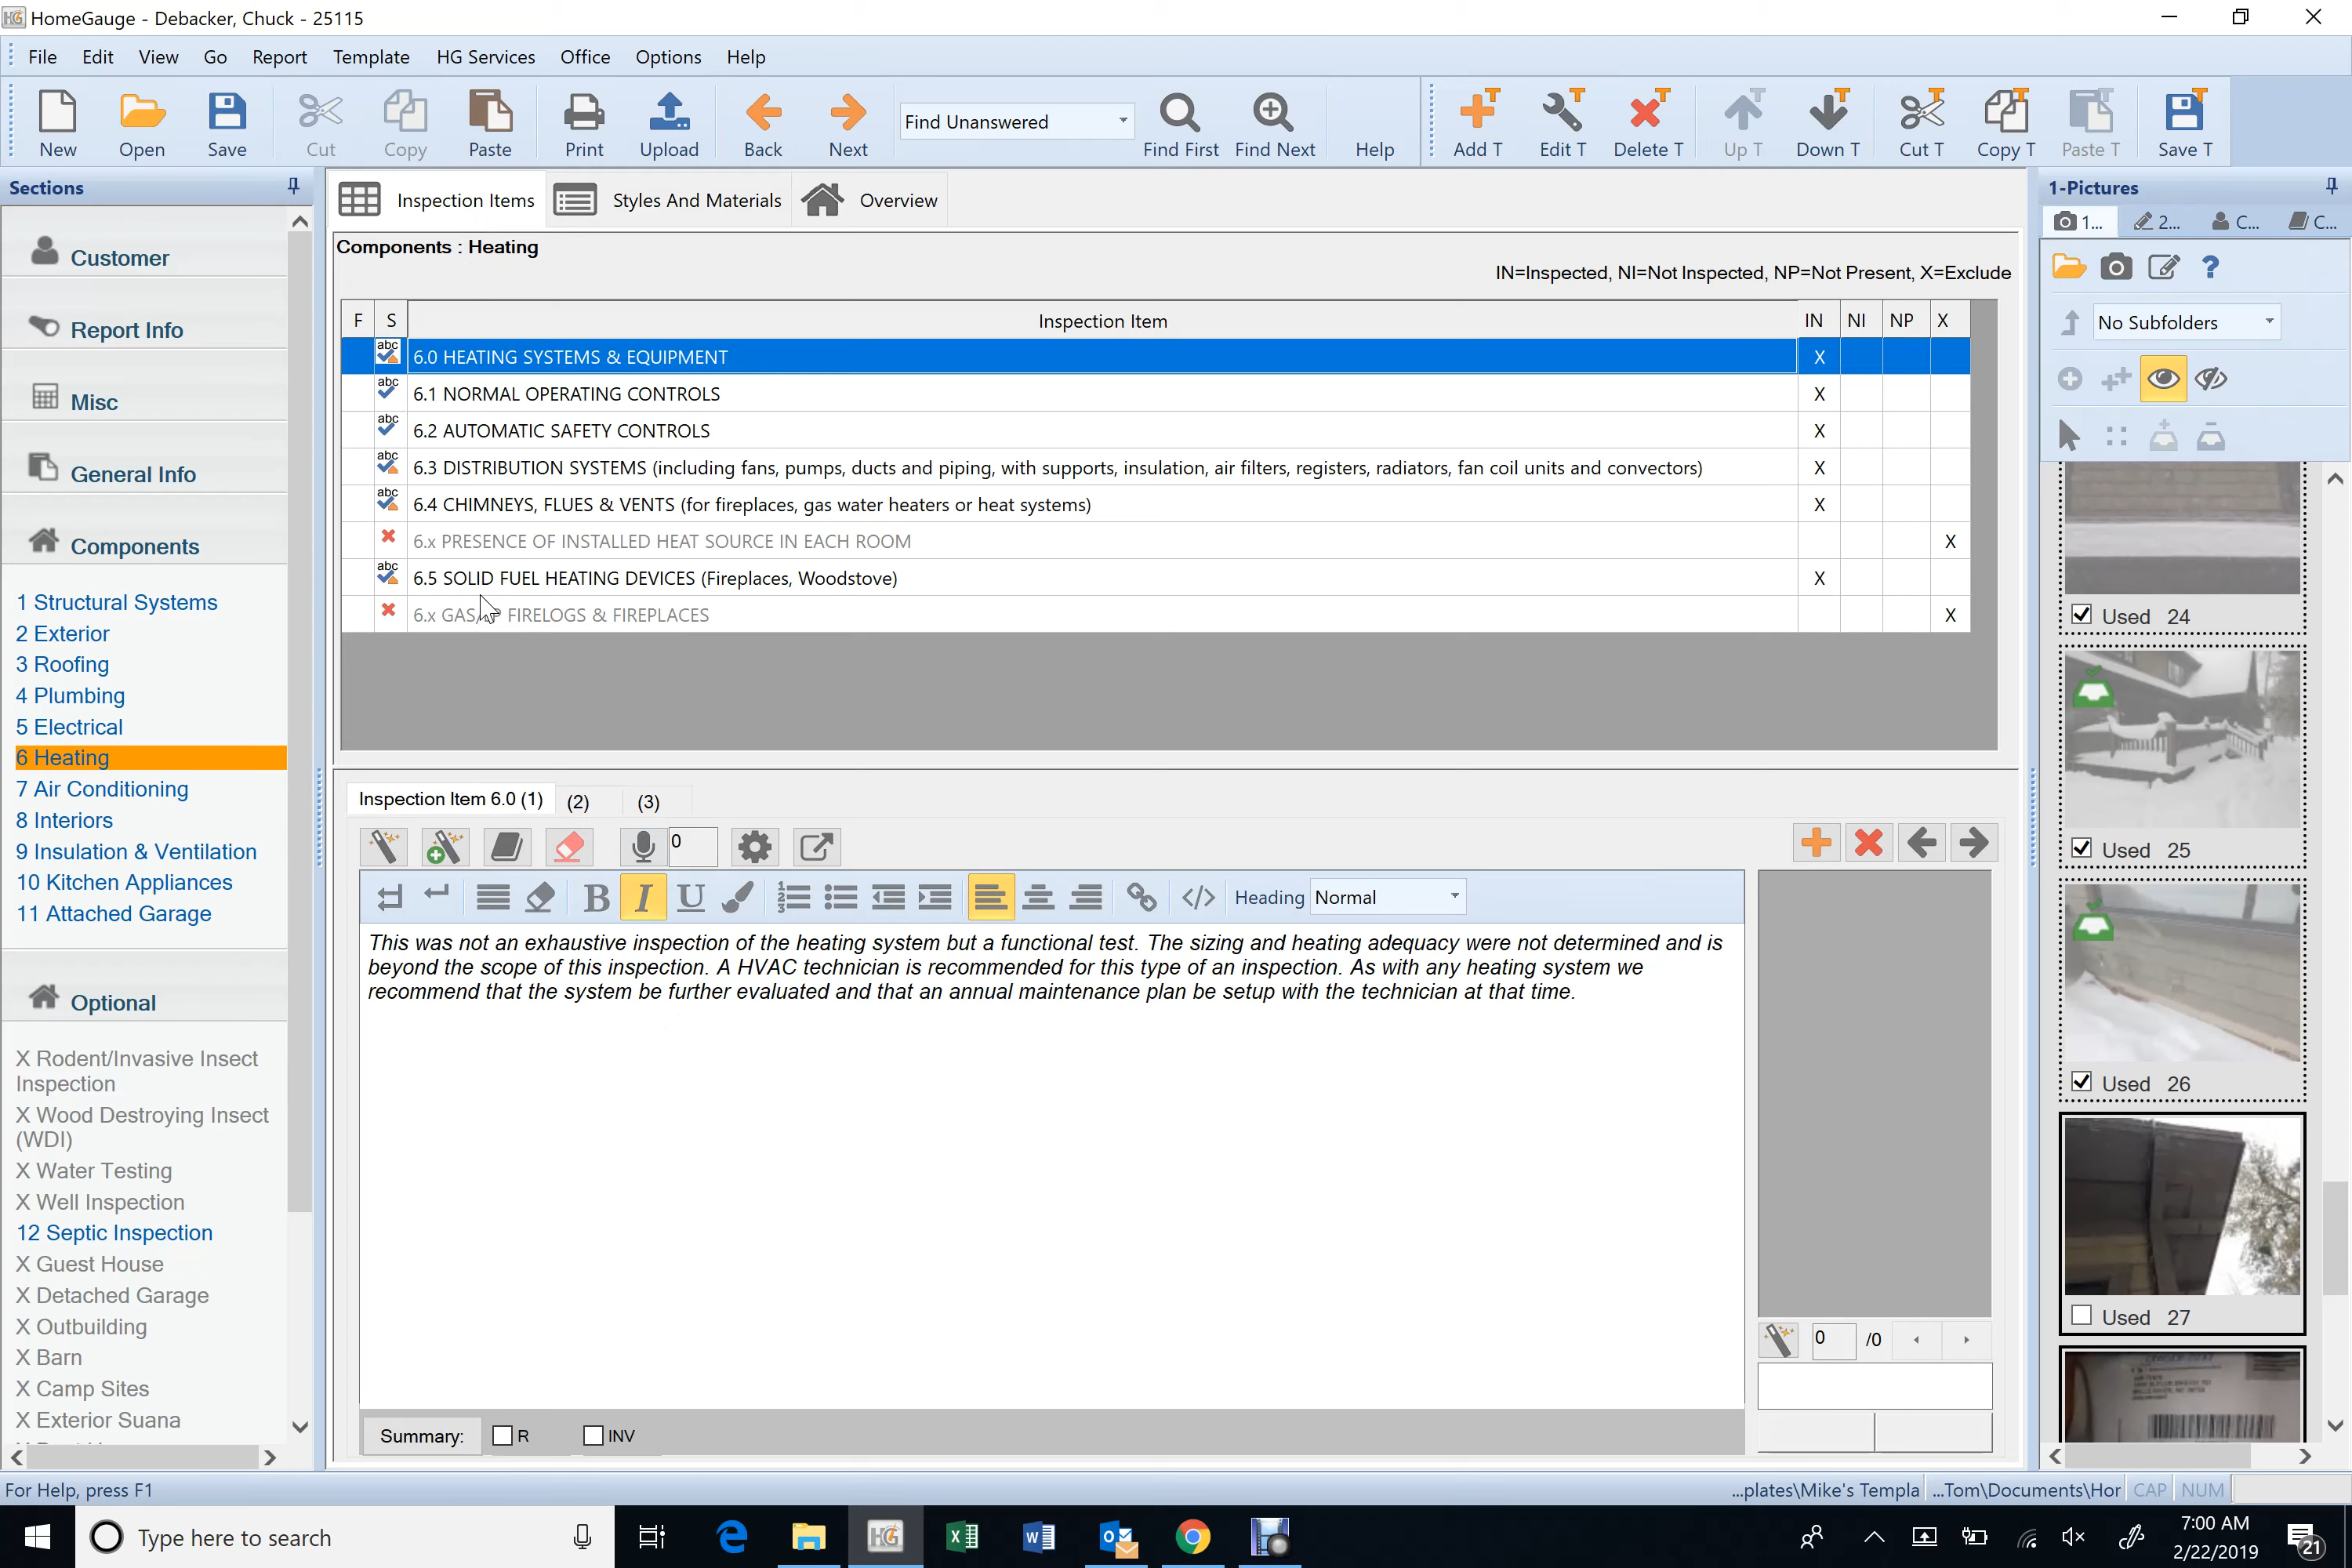 HomeGauge - Debacker, Chuck - 25115
File Edit View Go Report Template HG Services Office Options Help
New Open Save Cut Copy Paste Print Upload Back Next Find Unanswered Find First Find Next Help Add T Edit T Delete T Up T Down T Cut T Copy T Paste T Save T
Sections
Customer
Report Info
Misc
General Info
Components
1 Structural Systems
2 Exterior
3 Roofing
4 Plumbing
5 Electrical
6 Heating
7 Air Conditioning
8 Interiors
9 Insulation & Ventilation
10 Kitchen Appliances
11 Attached Garage
Optional
X Rodent/Invasive Insect
Inspection
X Wood Destroying Insect
(WDI)
X Water Testing
X Well Inspection
12 Septic Inspection
X Guest House
X Detached Garage
X Outbuilding
X Barn
X Camp Sites
X Exterior Suana
Inspection Items Styles And Materials Overview
Components : Heating
IN=Inspected, NI=Not Inspected, NP=Not Present, X=Exclude
F S Inspection Item IN NI NP X
abc 6.0 HEATING SYSTEMS & EQUIPMENT X
abc 6.1 NORMAL OPERATING CONTROLS X
abc 6.2 AUTOMATIC SAFETY CONTROLS X
abc 6.3 DISTRIBUTION SYSTEMS (including fans, pumps, ducts and piping, with supports, insulation, air filters, registers, radiators, fan coil units and convectors) X
abc 6.4 CHIMNEYS, FLUES & VENTS (for fireplaces, gas water heaters or heat systems) X
6.x PRESENCE OF INSTALLED HEAT SOURCE IN EACH ROOM X
abc 6.5 SOLID FUEL HEATING DEVICES (Fireplaces, Woodstove) X
6.x GAS FIRELOGS & FIREPLACES X
Inspection Item 6.0 (1) (2) (3)
0
B I U Heading Normal
This was not an exhaustive inspection of the heating system but a functional test. The sizing and heating adequacy were not determined and is
beyond the scope of this inspection. A HVAC technician is recommended for this type of an inspection. As with any heating system we
recommend that the system be further evaluated and that an annual maintenance plan be setup with the technician at that time.
0 /0
Summary: R INV
1-Pictures
1... 2... C... C...
No Subfolders
Used 24
Used 25
Used 26
Used 27
For Help, press F1 ...plates\Mike's Templa ...Tom\Documents\Hor CAP NUM
Type here to search
7:00 AM
2/22/2019
21